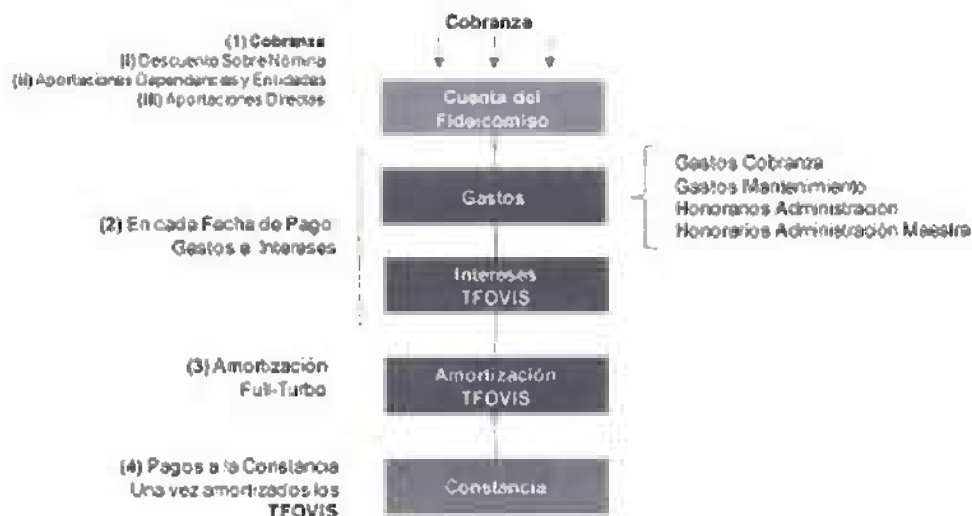 Cobranza
(1) Cobranza
(i) Descuento Sobre Nómina
(ii) Aportaciones Dependencias y Entidades
(iii) Aportaciones Directas
Cuenta del
Fideicomiso
Gastos
Gastos Cobranza
Gastos Mantenimiento
Honorarios Administración
Honorarios Administración Maestra
(2) En cada Fecha de Pago
Gastos e Intereses
Intereses
TFOVIS
(3) Amortización
Full-Turbo
Amortización
TFOVIS
(4) Pagos a la Constancia
Una vez amortizados los
TFOVIS
Constancia